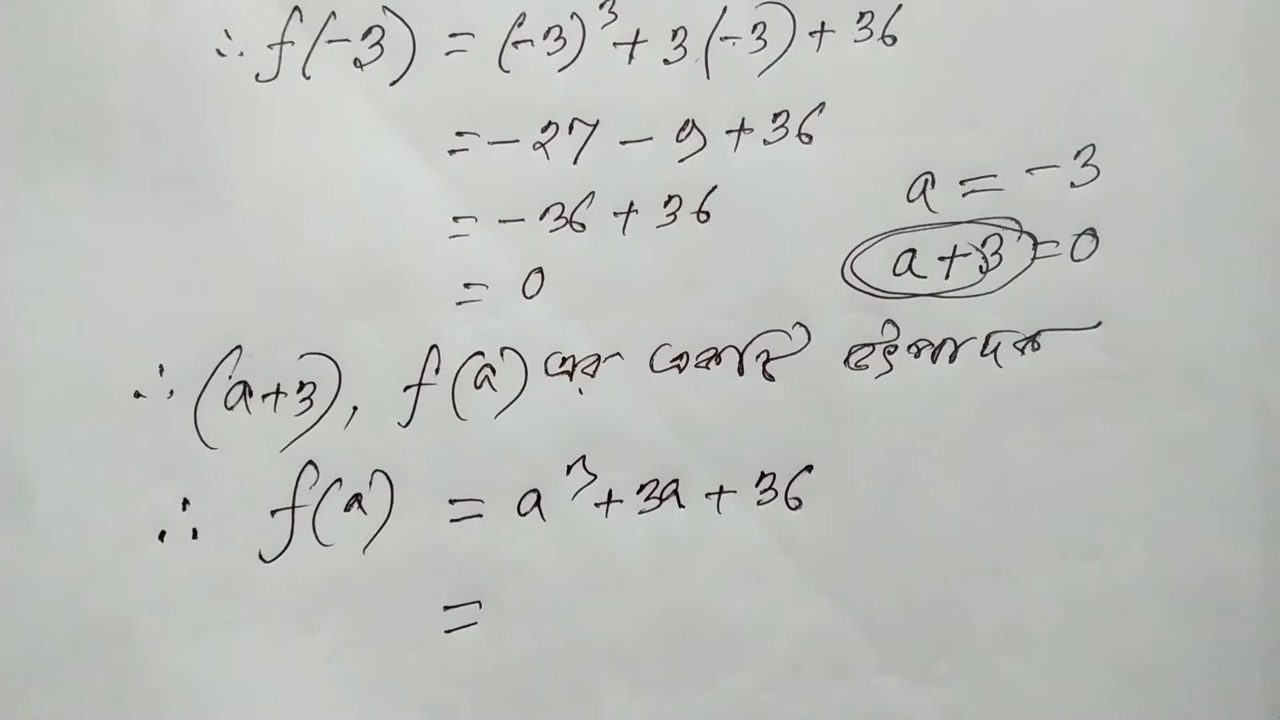 ∴ f(-3) = (-3)³ + 3(-3) + 36
= - 27 - 9 + 36
= - 36 + 36
= 0
a = -3
a+3 = 0
∴ (a+3), f(a) এর একটি উৎপাদক
∴ f(a) = a³ + 3a + 36
=